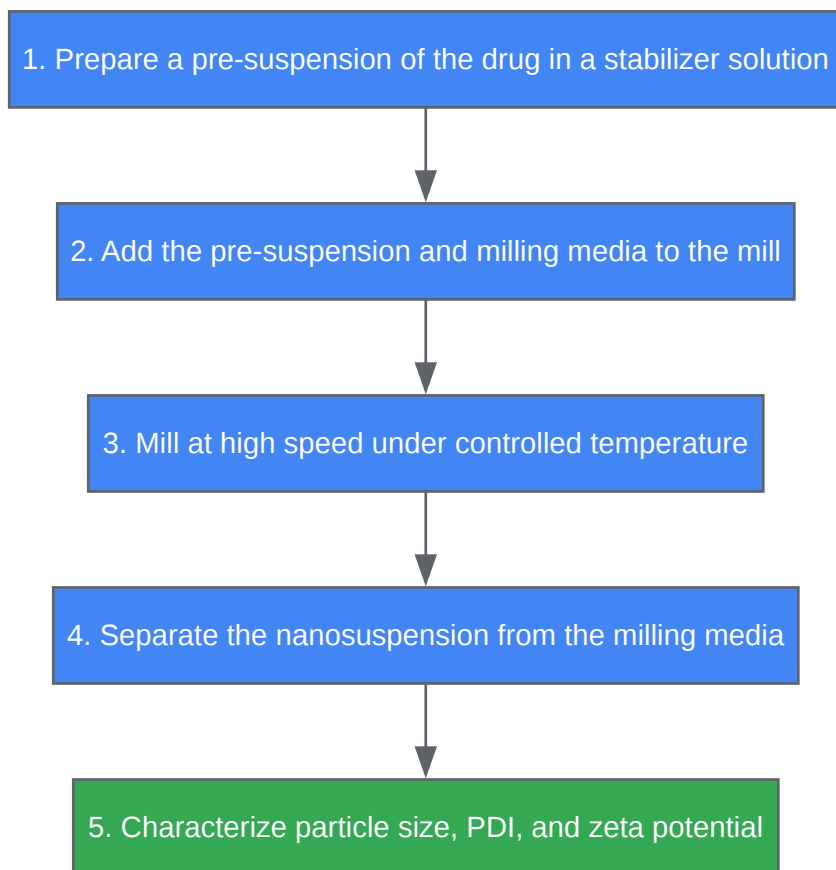 1. Prepare a pre-suspension of the drug in a stabilizer solution
2. Add the pre-suspension and milling media to the mill
3. Mill at high speed under controlled temperature
4. Separate the nanosuspension from the milling media
5. Characterize particle size, PDI, and zeta potential